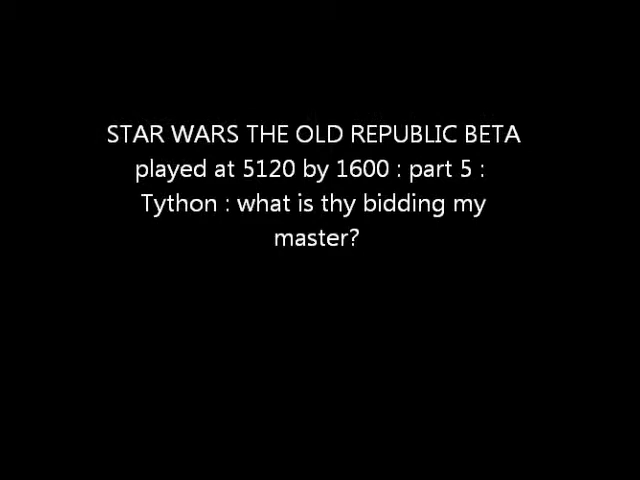 STAR WARS THE OLD REPUBLIC BETA
played at 5120 by 1600 : part 5 :
Tython : what is thy bidding my
master?